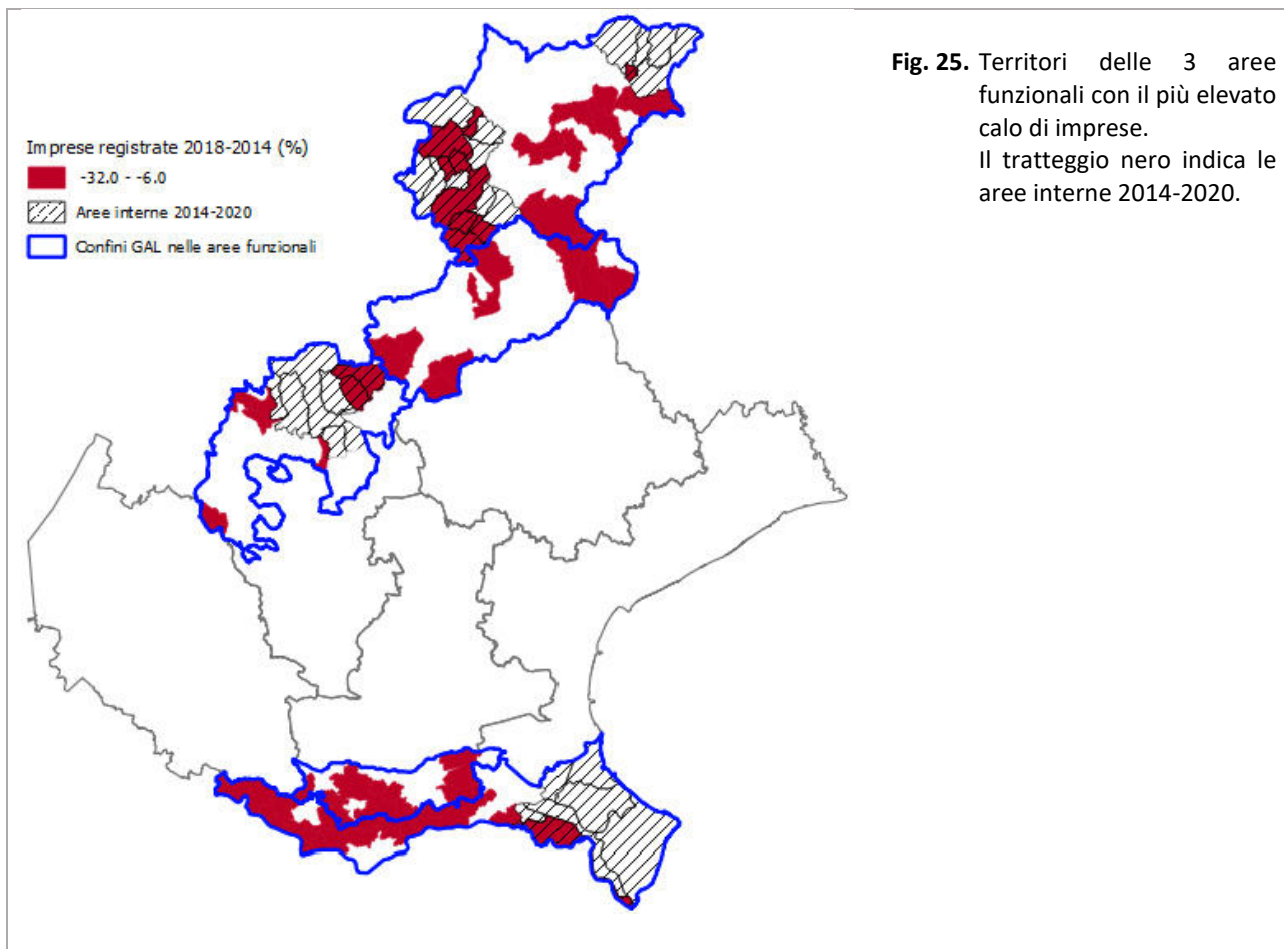 Fig. 25. Territori delle 3 aree
funzionali con il più elevato
calo di imprese.
Il tratteggio nero indica le
aree interne 2014-2020.
Imprese registrate 2018-2014 (%)
-32.0 - -6.0
Aree interne 2014-2020
Confini GAL nelle aree funzionali